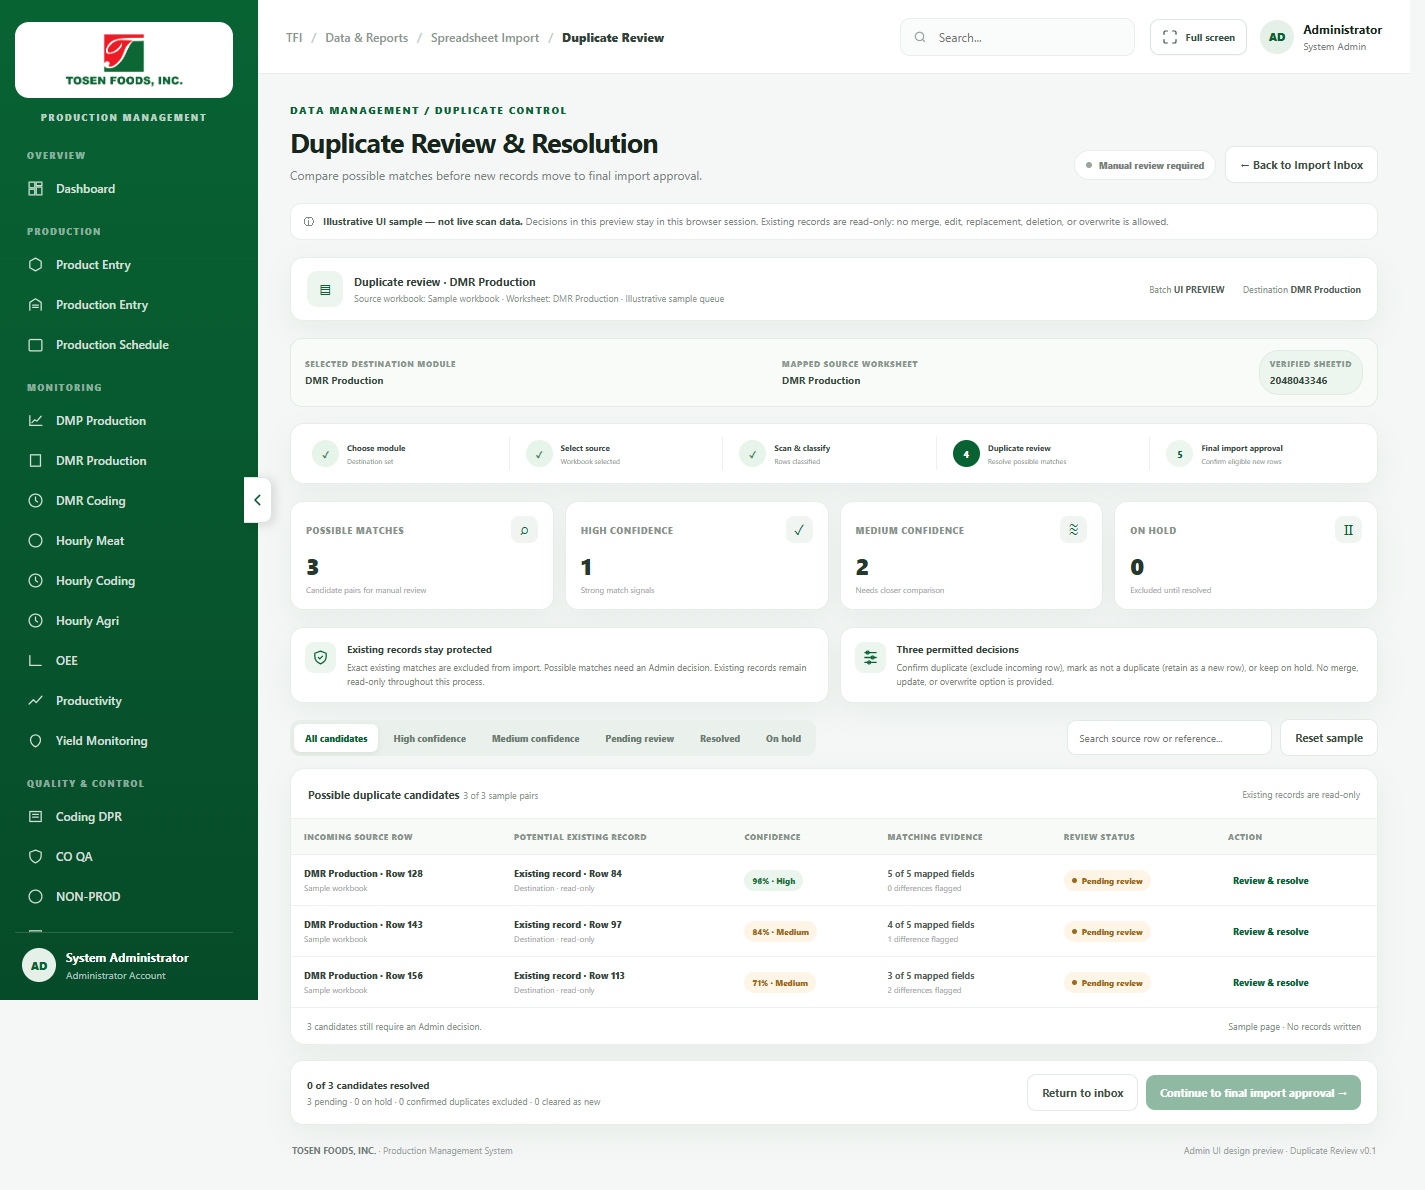 TOSEN FOODS, INC.
PRODUCTION MANAGEMENT
OVERVIEW
Dashboard
PRODUCTION
Product Entry
Production Entry
Production Schedule
MONITORING
DMP Production
DMR Production
DMR Coding
Hourly Meat
Hourly Coding
Hourly Agri
OEE
Productivity
Yield Monitoring
QUALITY & CONTROL
Coding DPR
CO QA
NON-PROD
AD
System Administrator
Administrator Account
TFI / Data & Reports / Spreadsheet Import / Duplicate Review
Search...
Full screen
AD
Administrator
System Admin
DATA MANAGEMENT / DUPLICATE CONTROL
Duplicate Review & Resolution
Compare possible matches before new records move to final import approval.
Manual review required
← Back to Import Inbox
Illustrative UI sample — not live scan data. Decisions in this preview stay in this browser session. Existing records are read-only: no merge, edit, replacement, deletion, or overwrite is allowed.
Duplicate review · DMR Production
Source workbook: Sample workbook · Worksheet: DMR Production · Illustrative sample queue
Batch UI PREVIEW
Destination DMR Production
SELECTED DESTINATION MODULE
DMR Production
MAPPED SOURCE WORKSHEET
DMR Production
VERIFIED SHEETID
2048043346
✓ Choose module
Destination set
✓ Select source
Workbook selected
✓ Scan & classify
Rows classified
4 Duplicate review
Resolve possible matches
5 Final import approval
Confirm eligible new rows
POSSIBLE MATCHES
3
Candidate pairs for manual review
HIGH CONFIDENCE
✓
1
Strong match signals
MEDIUM CONFIDENCE
2
Needs closer comparison
ON HOLD
0
Excluded until resolved
Existing records stay protected
Exact existing matches are excluded from import. Possible matches need an Admin decision. Existing records remain
read-only throughout this process.
Three permitted decisions
Confirm duplicate (exclude incoming row), mark as not a duplicate (retain as a new row), or keep on hold. No merge,
update, or overwrite option is provided.
All candidates
High confidence
Medium confidence
Pending review
Resolved
On hold
Search source row or reference...
Reset sample
Possible duplicate candidates 3 of 3 sample pairs
Existing records are read-only
INCOMING SOURCE ROW
POTENTIAL EXISTING RECORD
CONFIDENCE
MATCHING EVIDENCE
REVIEW STATUS
ACTION
DMR Production · Row 128
Sample workbook
Existing record · Row 84
Destination · read-only
96% · High
5 of 5 mapped fields
0 differences flagged
Pending review
Review & resolve
DMR Production · Row 143
Sample workbook
Existing record · Row 97
Destination · read-only
84% · Medium
4 of 5 mapped fields
1 difference flagged
Pending review
Review & resolve
DMR Production · Row 156
Sample workbook
Existing record · Row 113
Destination · read-only
71% · Medium
3 of 5 mapped fields
2 differences flagged
Pending review
Review & resolve
3 candidates still require an Admin decision.
Sample page · No records written
0 of 3 candidates resolved
3 pending · 0 on hold · 0 confirmed duplicates excluded · 0 cleared as new
Return to inbox
Continue to final import approval →
TOSEN FOODS, INC. · Production Management System
Admin UI design preview · Duplicate Review v0.1